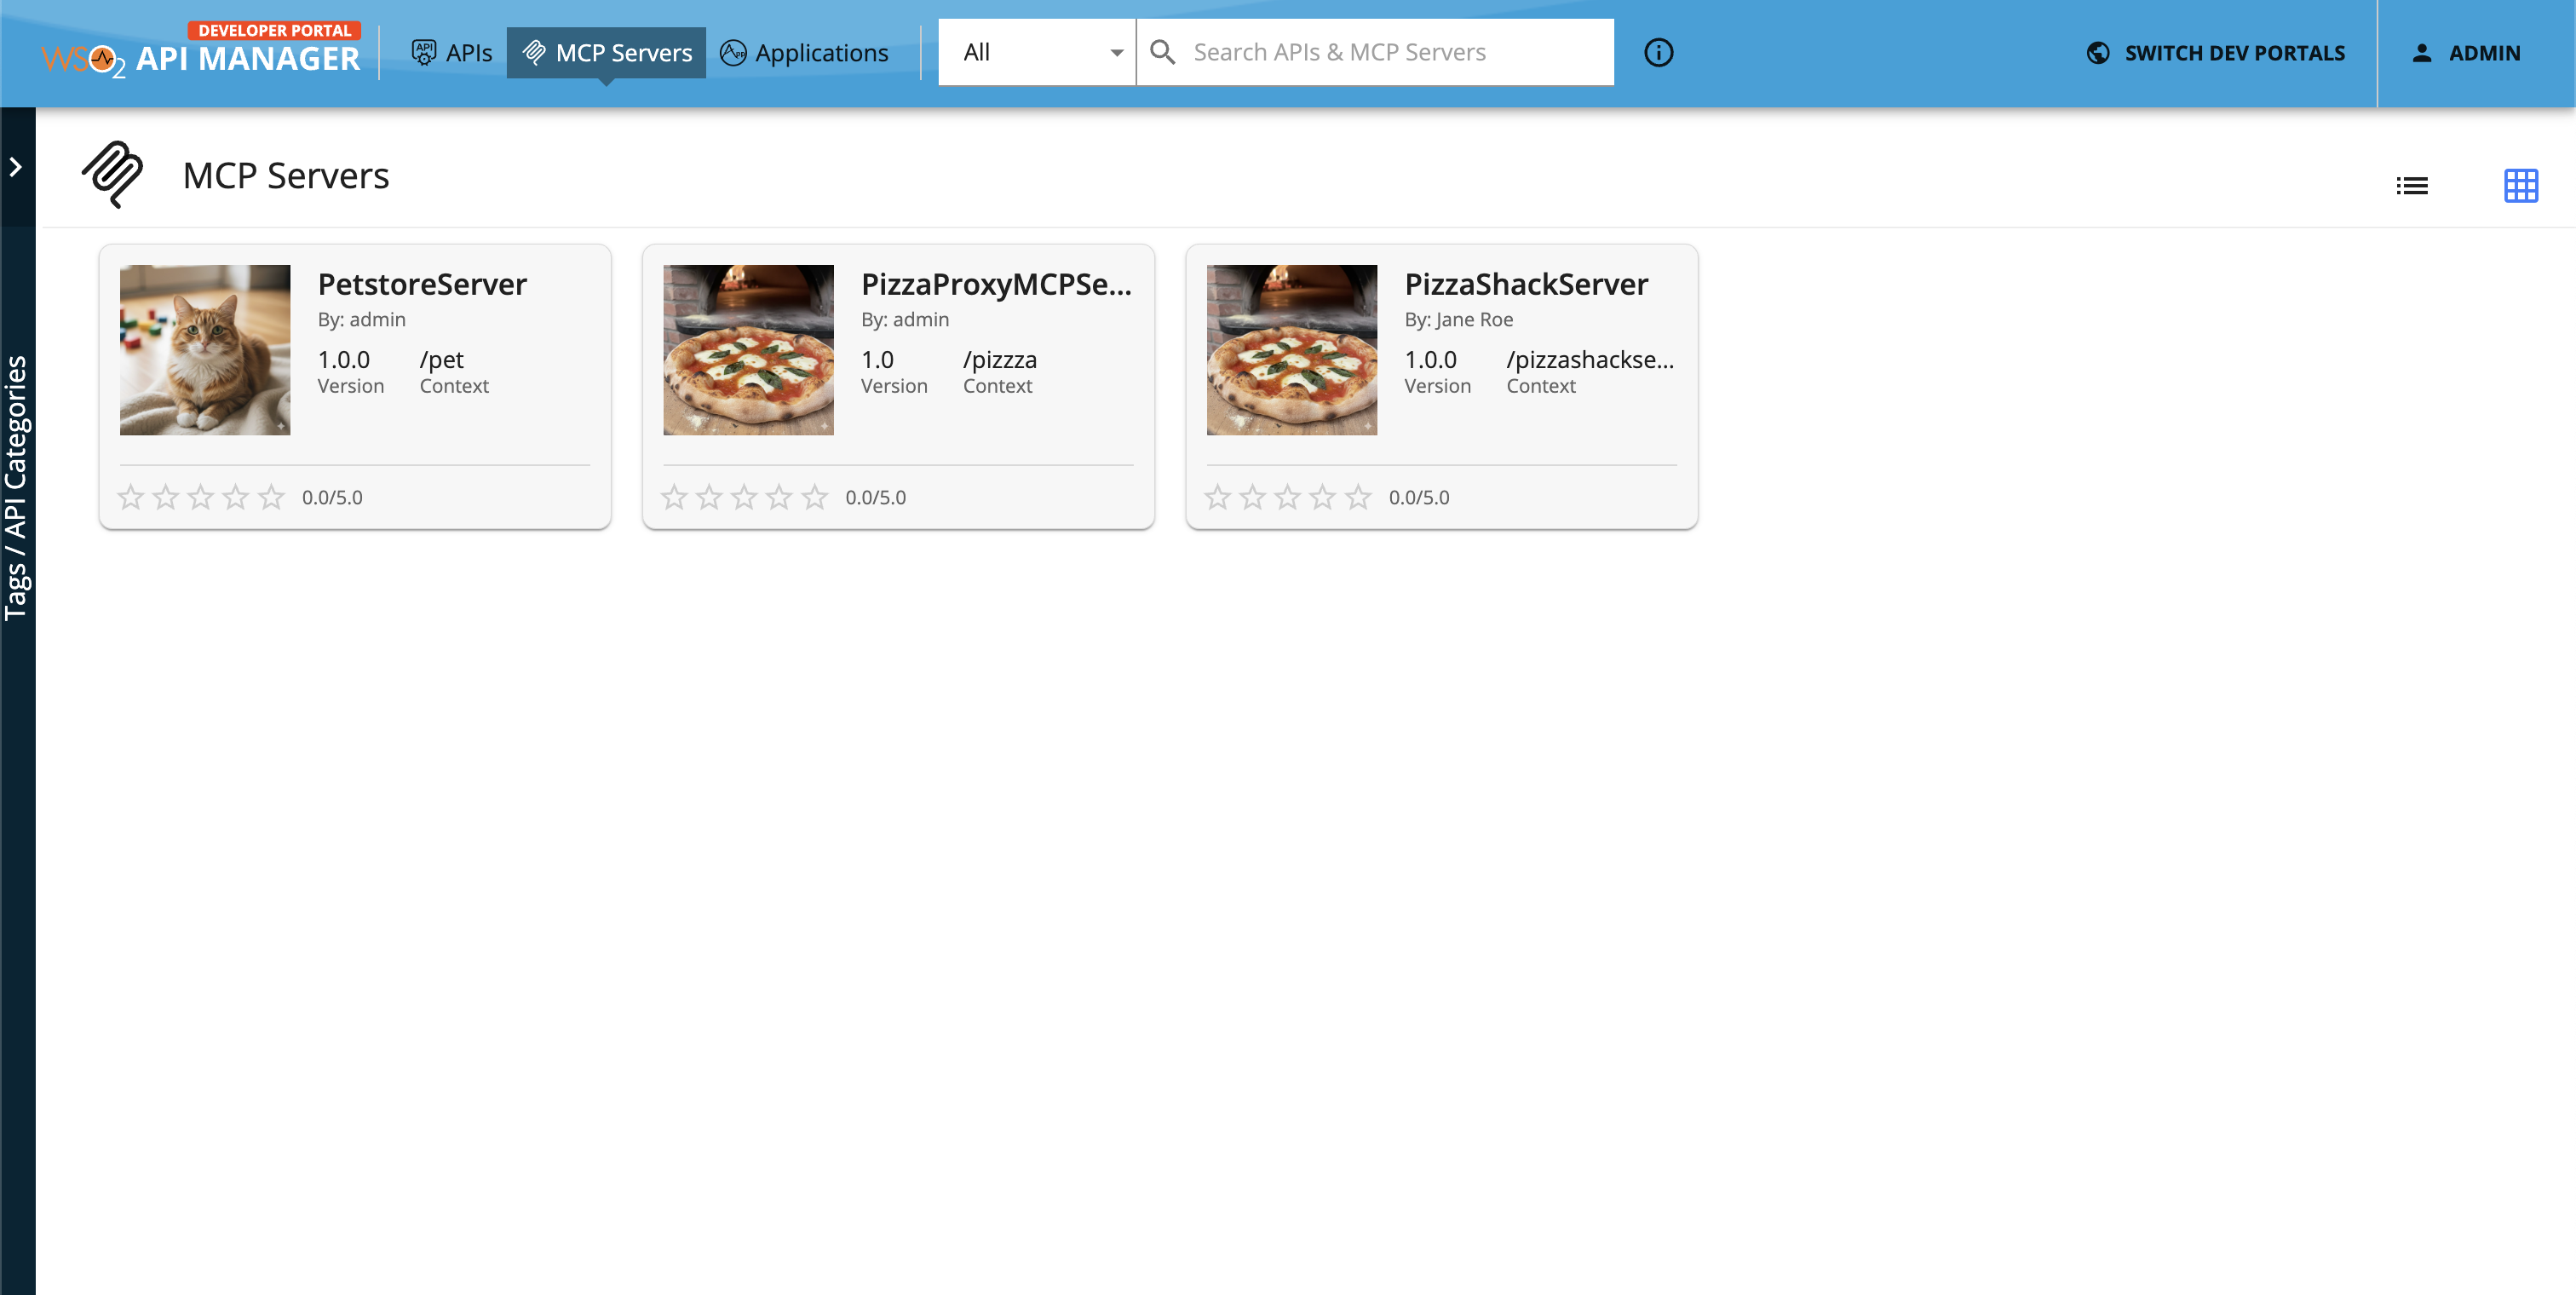 DEVELOPER PORTAL
WSO2 API MANAGER
APIs
MCP Servers
Applications
All
Search APIs & MCP Servers
SWITCH DEV PORTALS
ADMIN
MCP Servers
Tags / API Categories
PetstoreServer
By: admin
1.0.0 /pet
Version Context
0.0/5.0
PizzaProxyMCPSe...
By: admin
1.0 /pizzza
Version Context
0.0/5.0
PizzaShackServer
By: Jane Roe
1.0.0 /pizzashackse...
Version Context
0.0/5.0